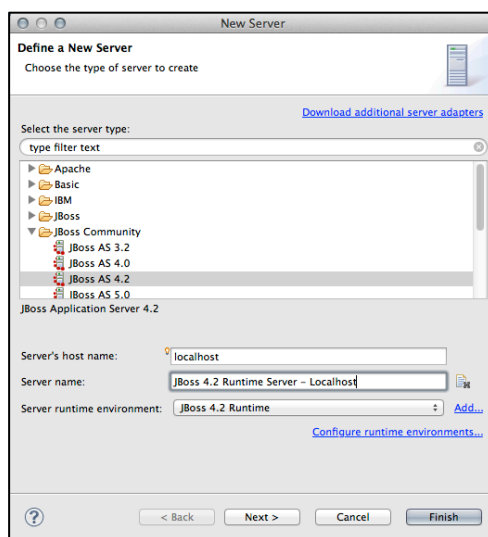 New Server
Define a New Server
Choose the type of server to create
Download additional server adapters
Select the server type:
type filter text
Apache
Basic
IBM
JBoss
JBoss Community
JBoss AS 3.2
JBoss AS 4.0
JBoss AS 4.2
JBoss AS 5.0
JBoss Application Server 4.2
Server's host name: localhost
Server name: JBoss 4.2 Runtime Server – Localhost
Server runtime environment: JBoss 4.2 Runtime Add...
Configure runtime environments...
? < Back Next > Cancel Finish